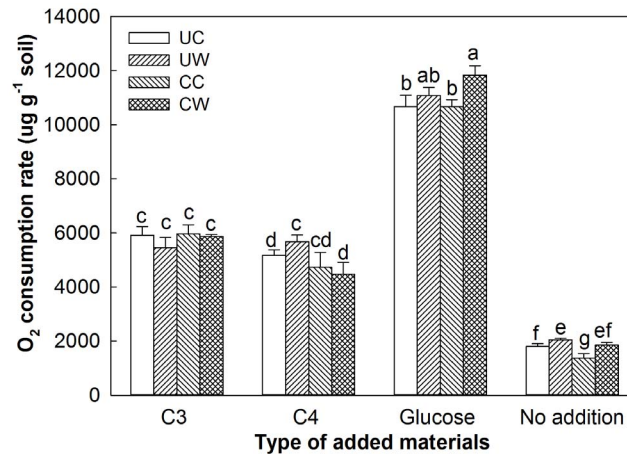 14000
12000
10000
8000
6000
4000
2000
0
O₂ consumption rate (ug g⁻¹ soil)
UC
UW
CC
CW
c c c c
d c cd d
b ab b a
f e g ef
C3 C4 Glucose No addition
Type of added materials